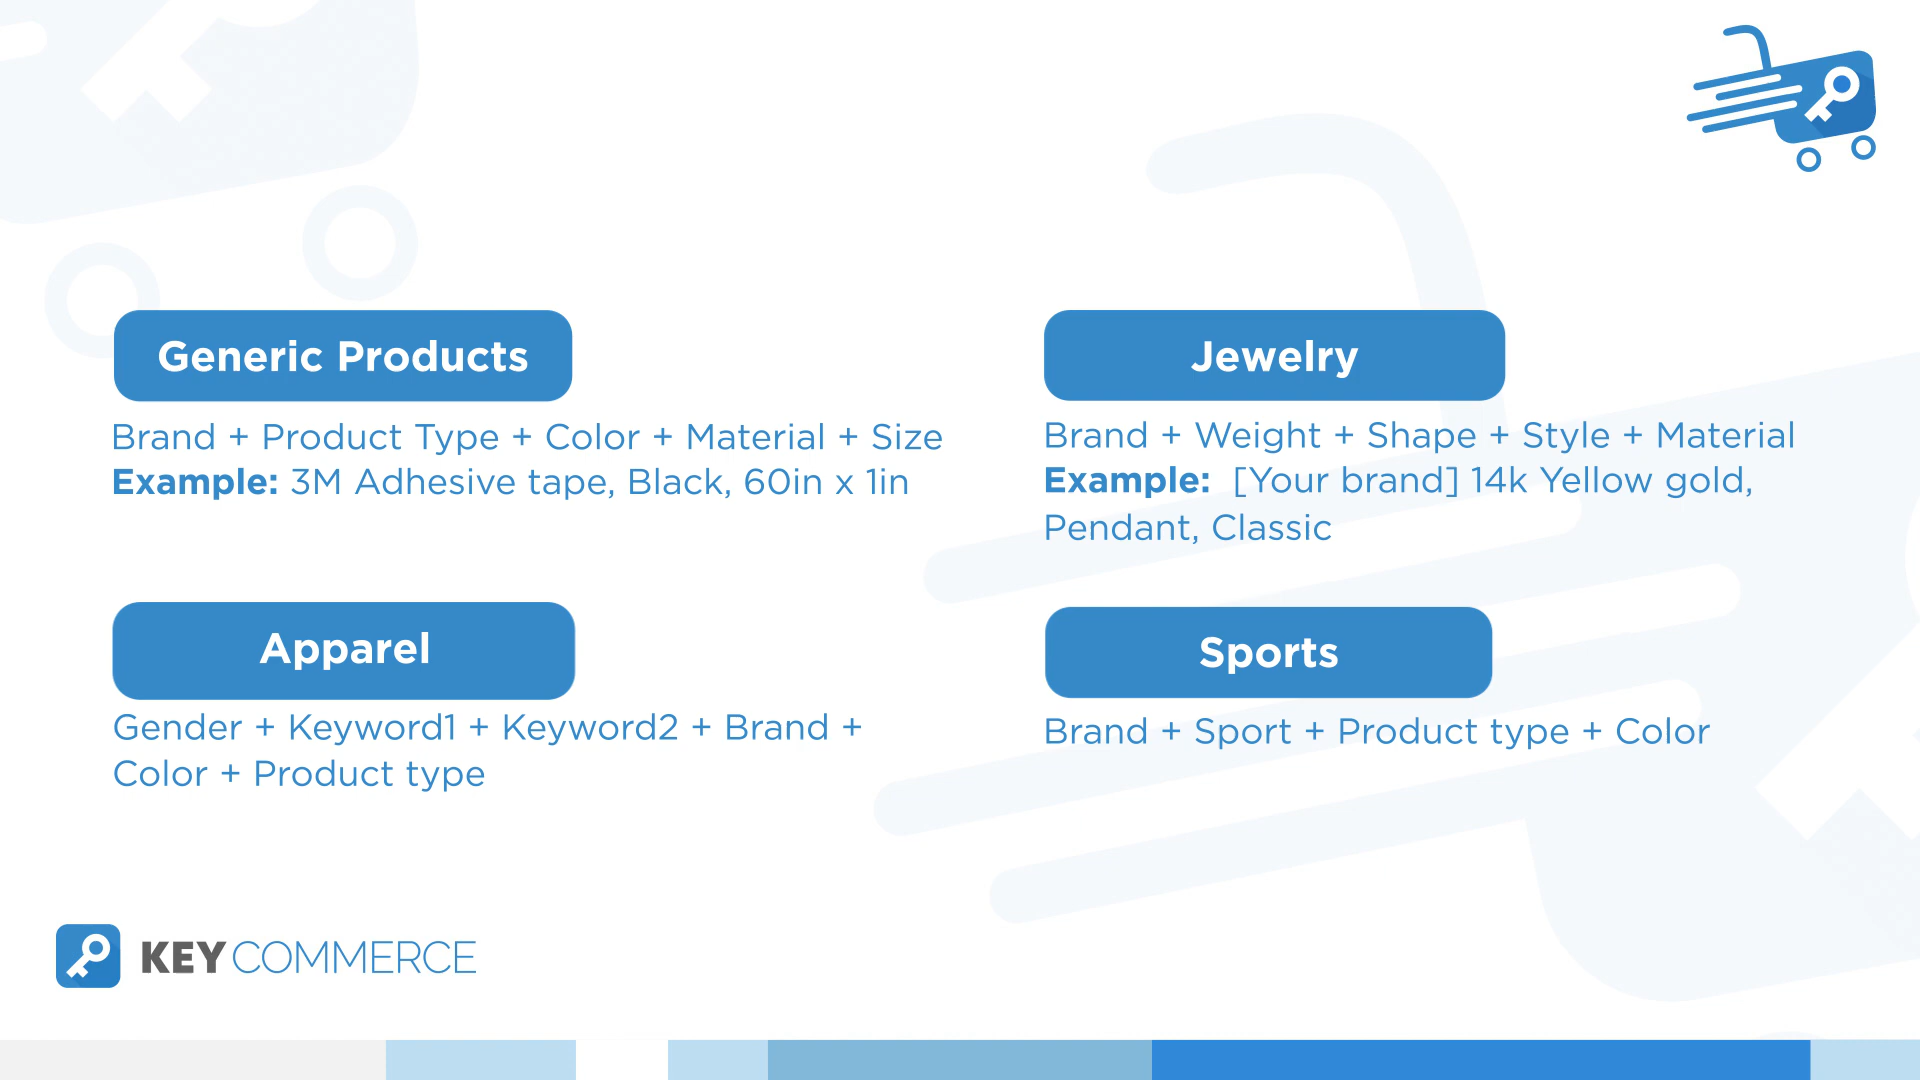 Generic Products
Brand + Product Type + Color + Material + Size
Example: 3M Adhesive tape, Black, 60in x 1in
Jewelry
Brand + Weight + Shape + Style + Material
Example: [Your brand] 14k Yellow gold,
Pendant, Classic
Apparel
Gender + Keyword1 + Keyword2 + Brand +
Color + Product type
Sports
Brand + Sport + Product type + Color
KEYCOMMERCE